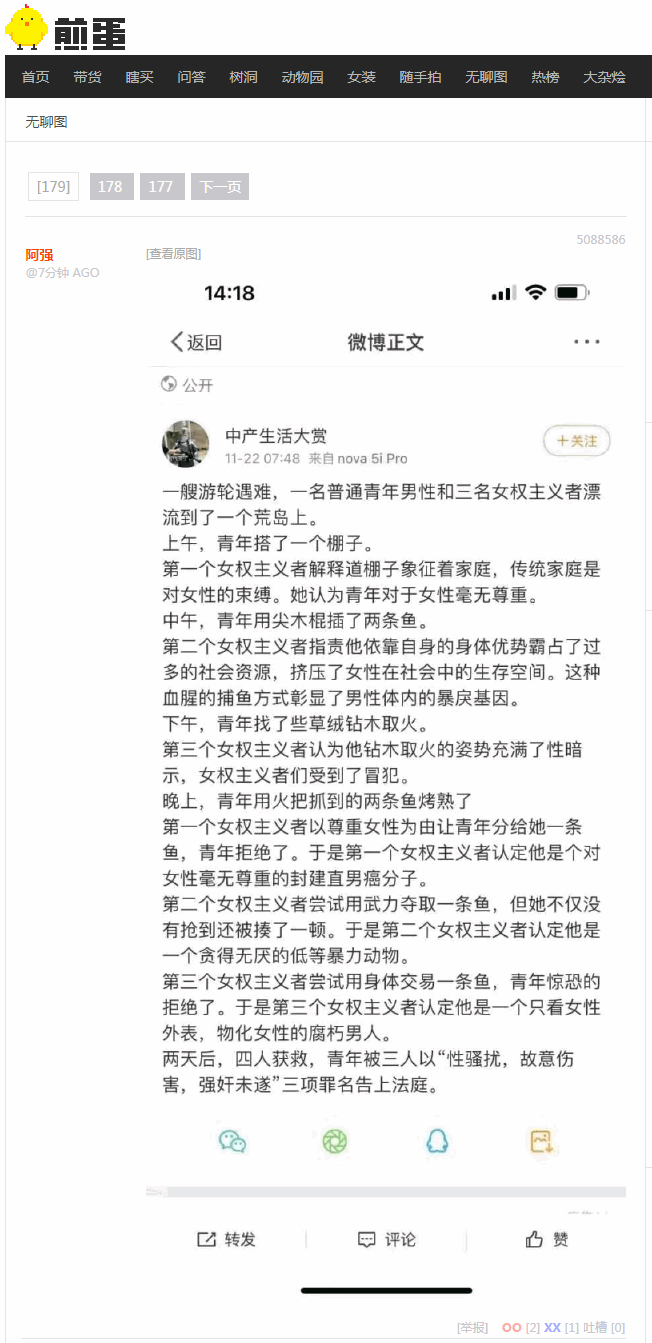 煎蛋
首页 带货 瞎买 问答 树洞 动物园 女装 随手拍 无聊图 热榜 大杂烩
无聊图
[179] 178 177 下一页
5088586
阿强 [查看原图]
@7分钟 AGO
14:18
返回 微博正文 ...
公开
中产生活大赏 +关注
11-22 07:48 来自 nova 5i Pro
一艘游轮遇难，一名普通青年男性和三名女权主义者漂
流到了一个荒岛上。
上午，青年搭了一个棚子。
第一个女权主义者解释道棚子象征着家庭，传统家庭是
对女性的束缚。她认为青年对于女性毫无尊重。
中午，青年用尖木棍插了两条鱼。
第二个女权主义者指责他依靠自身的身体优势霸占了过
多的社会资源，挤压了女性在社会中的生存空间。这种
血腥的捕鱼方式彰显了男性体内的暴戾基因。
下午，青年找了些草绒钻木取火。
第三个女权主义者认为他钻木取火的姿势充满了性暗
示，女权主义者们受到了冒犯。
晚上，青年用火把抓到的两条鱼烤熟了
第一个女权主义者以尊重女性为由让青年分给她一条
鱼，青年拒绝了。于是第一个女权主义者认定他是个对
女性毫无尊重的封建直男癌分子。
第二个女权主义者尝试用武力夺取一条鱼，但她不仅没
有抢到还被揍了一顿。于是第二个女权主义者认定他是
一个贪得无厌的低等暴力动物。
第三个女权主义者尝试用身体交易一条鱼，青年惊恐的
拒绝了。于是第三个女权主义者认定他是一个只看女性
外表，物化女性的腐朽男人。
两天后，四人获救，青年被三人以“性骚扰，故意伤
害，强奸未遂”三项罪名告上法庭。
转发 评论 赞
[举报] OO [2] XX [1] 吐槽 [0]